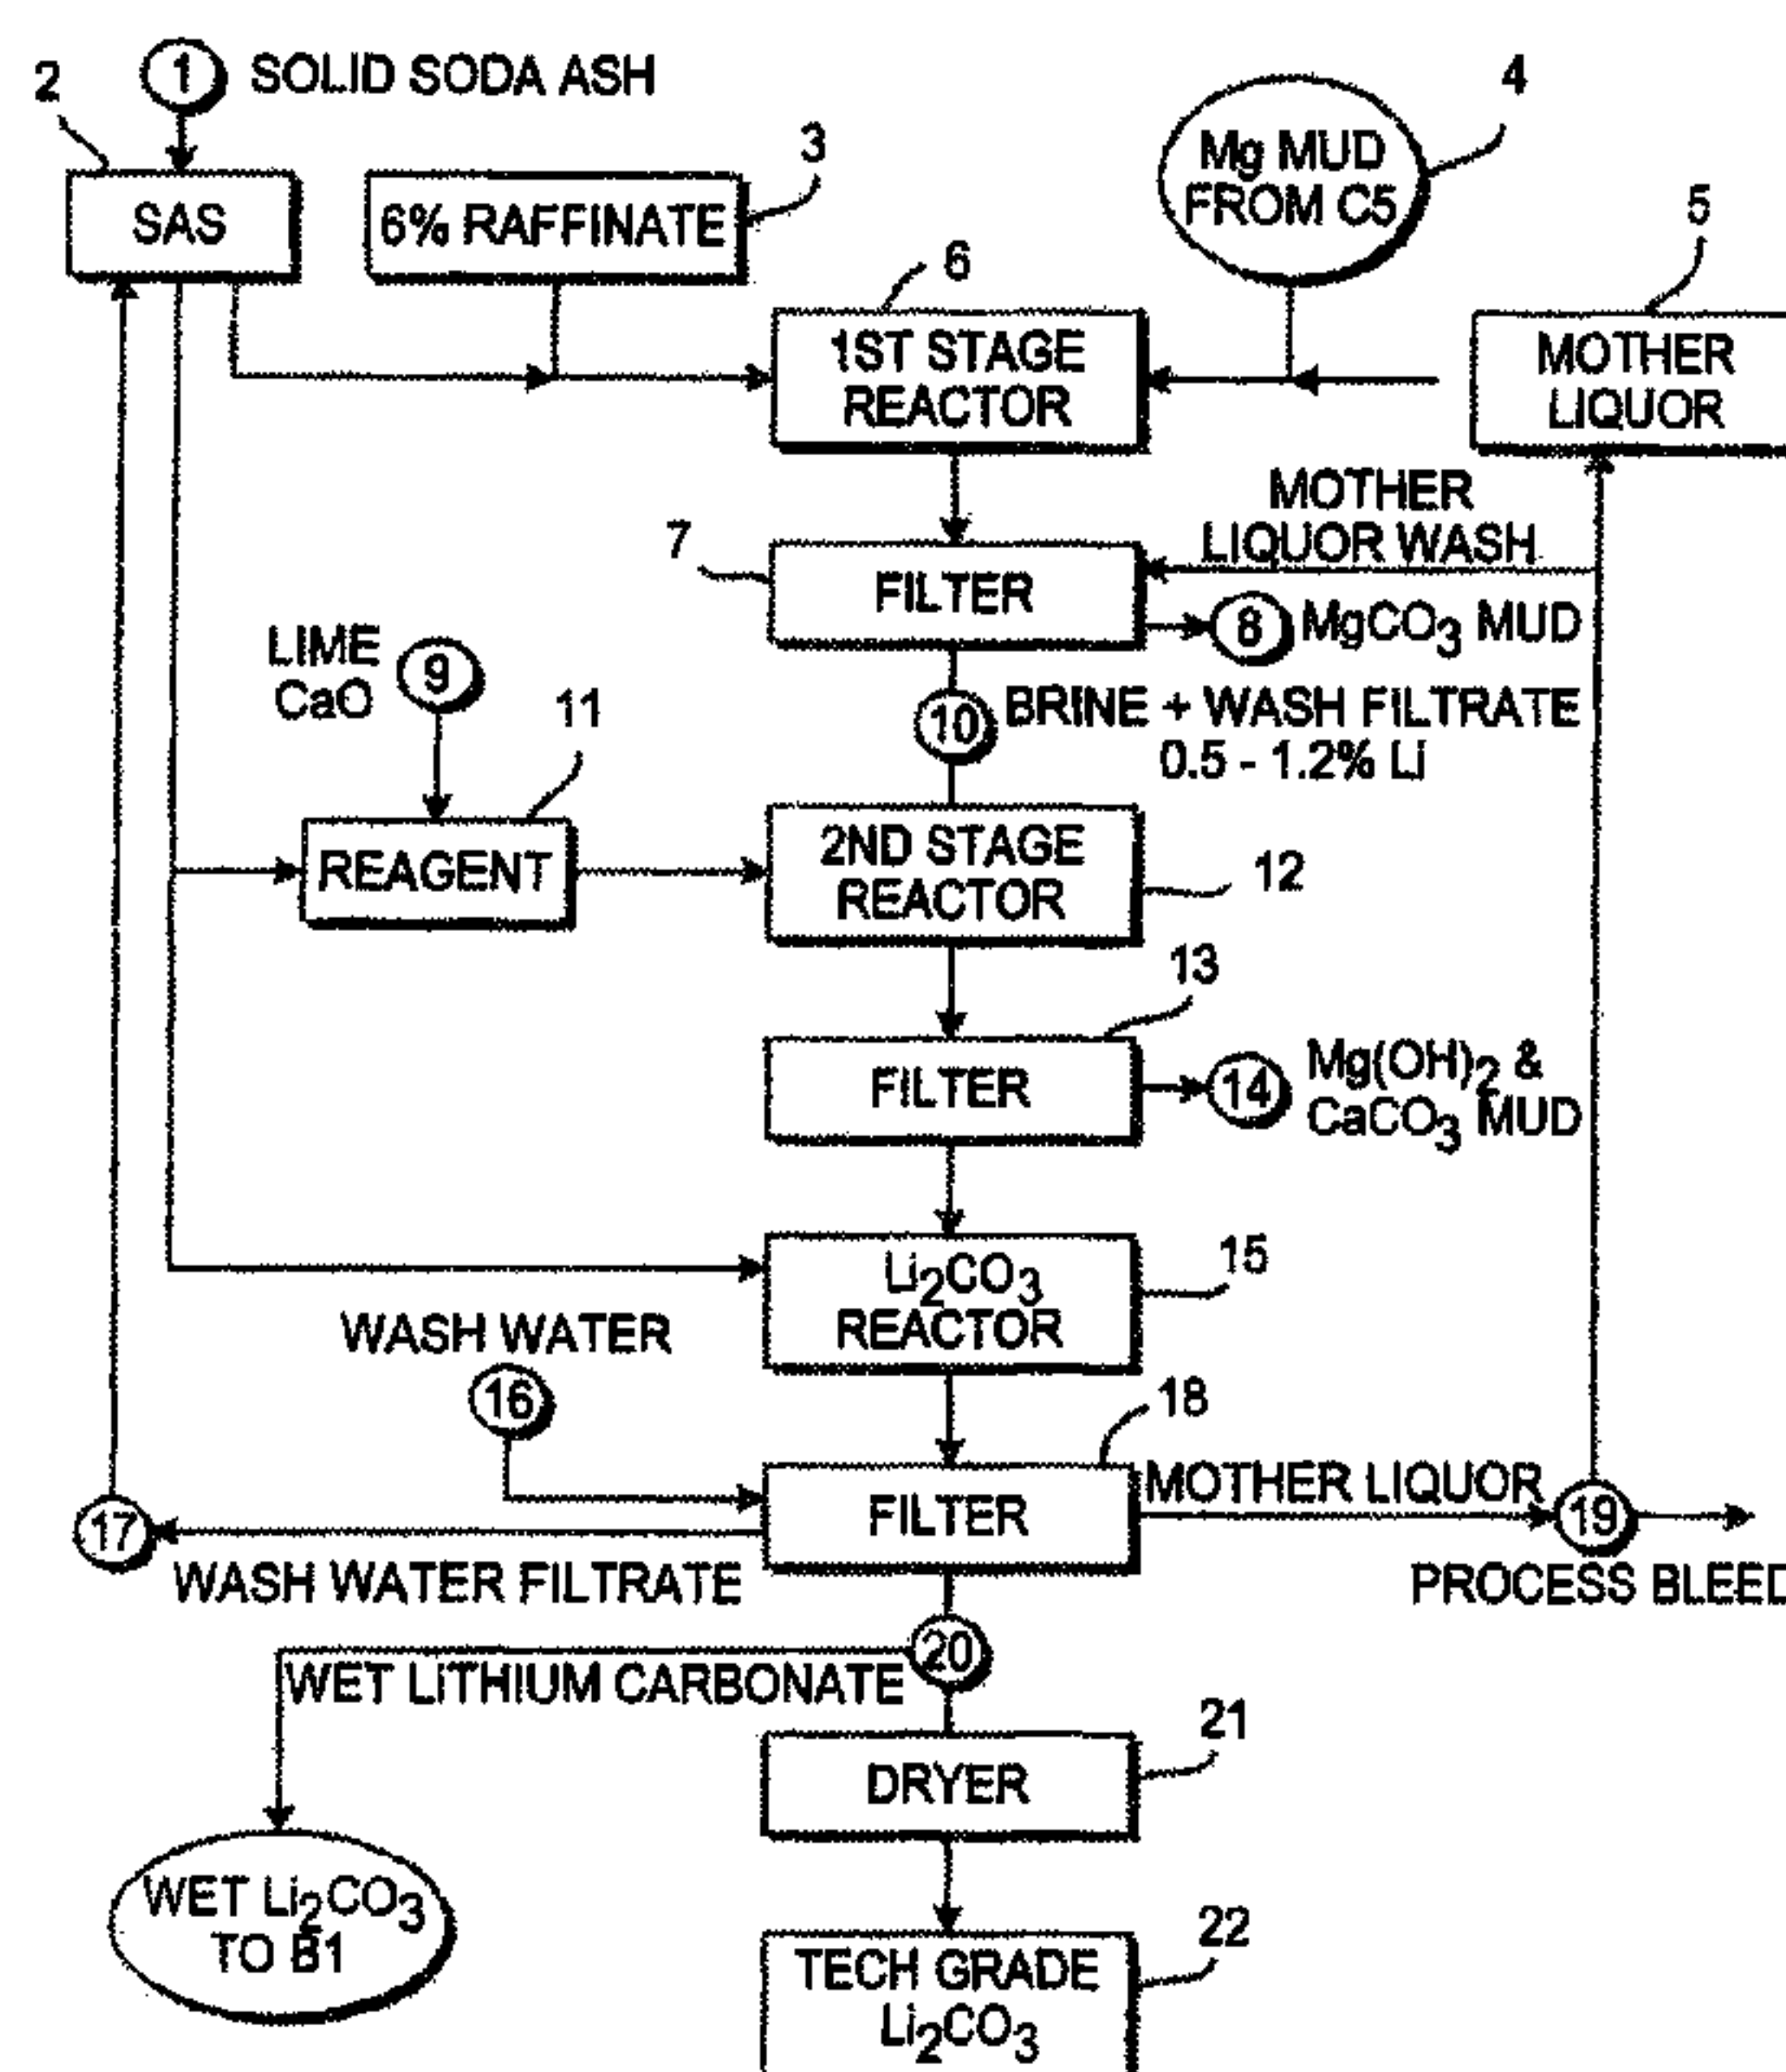 1 SOLID SODA ASH
2
3
4
Mg MUD
FROM C5
SAS
6% RAFFINATE
5
6
1ST STAGE
REACTOR
MOTHER
LIQUOR
MOTHER
LIQUOR WASH
7
FILTER
8 MgCO3 MUD
LIME
CaO
9
10 BRINE + WASH FILTRATE
0.5 - 1.2% Li
11
REAGENT
2ND STAGE
REACTOR
12
13
FILTER
14
Mg(OH)2 &
CaCO3 MUD
Li2CO3
REACTOR
15
WASH WATER
16
18
FILTER
MOTHER LIQUOR
19
17
WASH WATER FILTRATE
PROCESS BLEED
20
WET LITHIUM CARBONATE
21
DRYER
WET Li2CO3
TO B1
22
TECH GRADE
Li2CO3